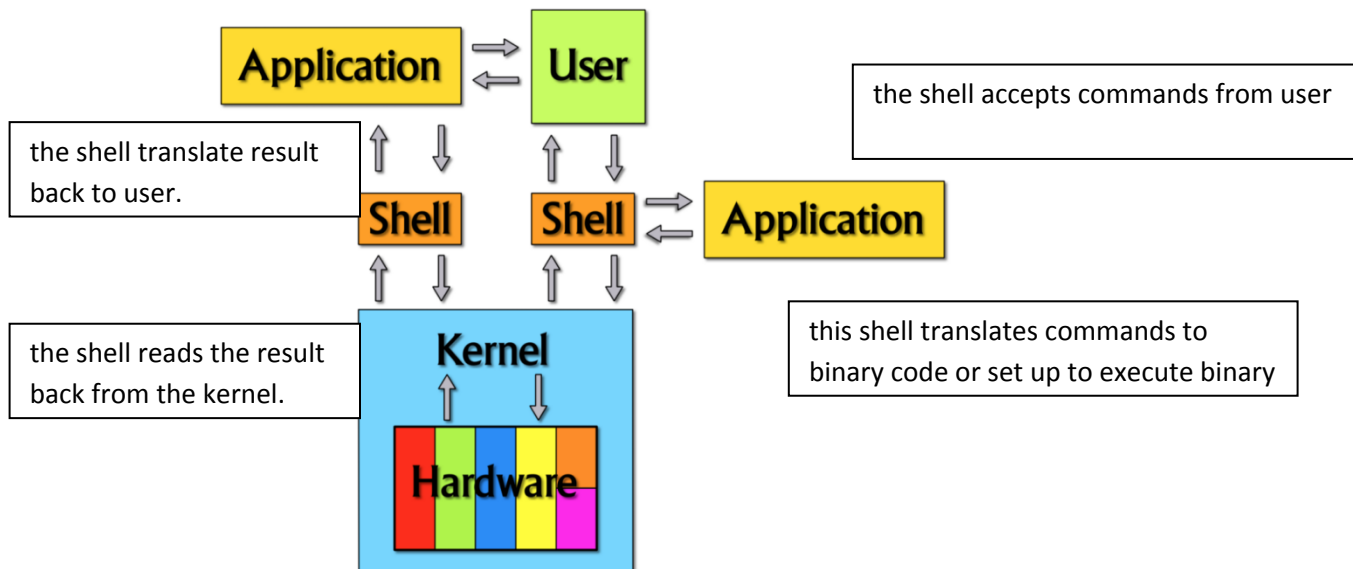 Application
User
the shell accepts commands from user
the shell translate result
back to user.
Shell
Shell
Application
the shell reads the result
back from the kernel.
Kernel
this shell translates commands to
binary code or set up to execute binary
Hardware